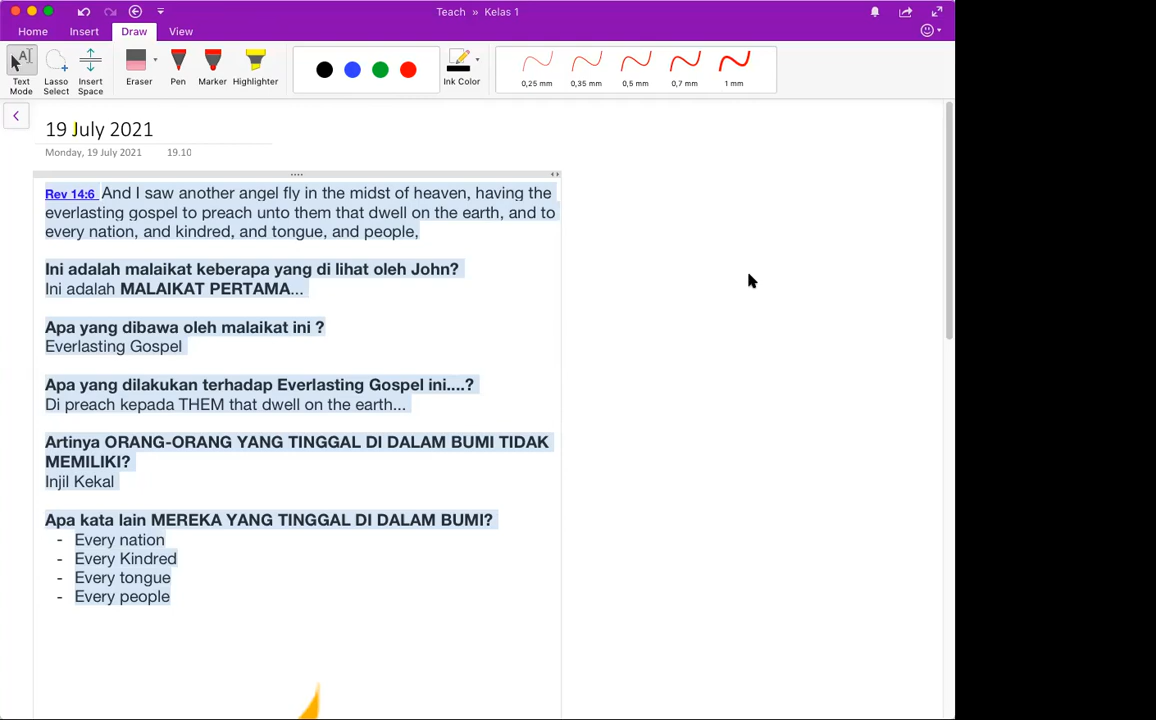 Teach » Kelas 1
Home Insert Draw View
Text Mode
Lasso Select
Insert Space
Eraser
Pen
Marker
Highlighter
Ink Color
0,25 mm
0,35 mm
0,5 mm
0,7 mm
1 mm
19 July 2021
Monday, 19 July 2021 19.10
Rev 14:6 And I saw another angel fly in the midst of heaven, having the
everlasting gospel to preach unto them that dwell on the earth, and to
every nation, and kindred, and tongue, and people,
Ini adalah malaikat keberapa yang di lihat oleh John?
Ini adalah MALAIKAT PERTAMA...
Apa yang dibawa oleh malaikat ini ?
Everlasting Gospel
Apa yang dilakukan terhadap Everlasting Gospel ini....?
Di preach kepada THEM that dwell on the earth...
Artinya ORANG-ORANG YANG TINGGAL DI DALAM BUMI TIDAK
MEMILIKI?
Injil Kekal
Apa kata lain MEREKA YANG TINGGAL DI DALAM BUMI?
- Every nation
- Every Kindred
- Every tongue
- Every people